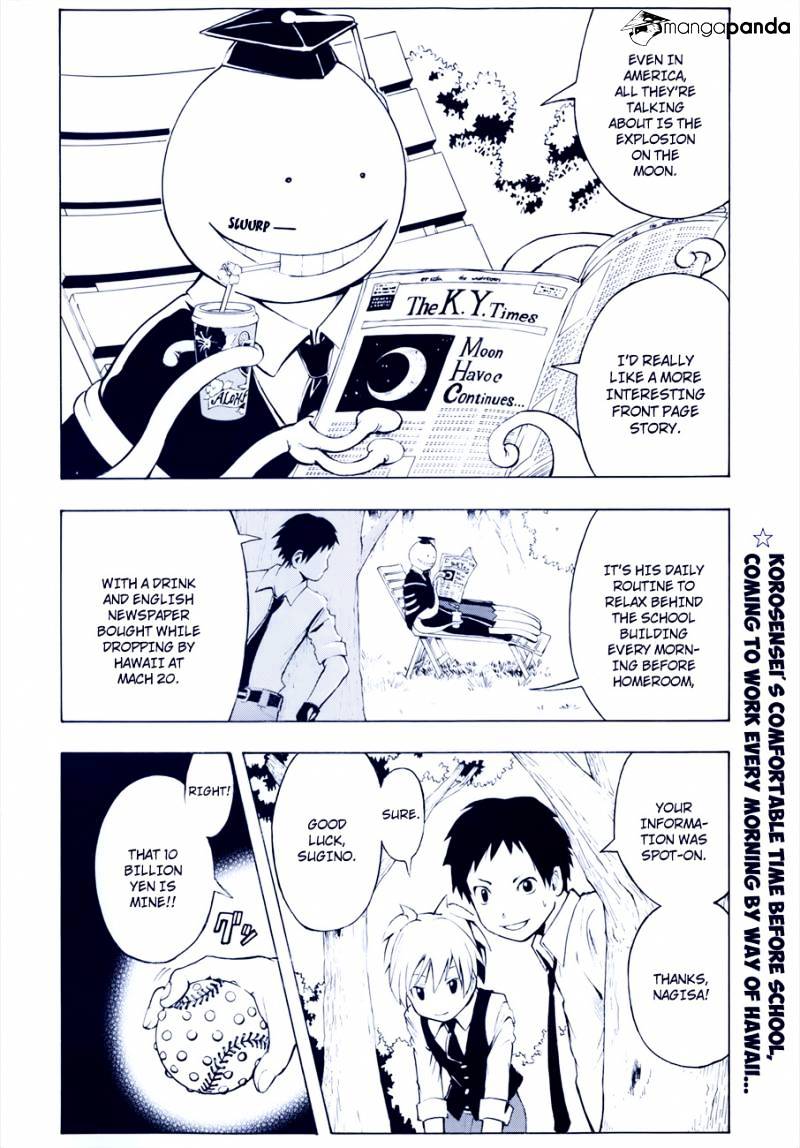 mangapanda
EVEN IN
AMERICA,
ALL THEY'RE
TALKING
ABOUT IS THE
EXPLOSION
ON THE
MOON.
SLUURP
The K.Y. Times
Moon
Havoc
Continues...
ALOHA
I'D REALLY
LIKE A MORE
INTERESTING
FRONT PAGE
STORY.
IT'S HIS DAILY
ROUTINE TO
RELAX BEHIND
THE SCHOOL
BUILDING
EVERY MORN-
ING BEFORE
HOMEROOM,
WITH A DRINK
AND ENGLISH
NEWSPAPER
BOUGHT WHILE
DROPPING BY
HAWAII AT
MACH 20.
☆ KOROSENSEI'S COMFORTABLE TIME BEFORE SCHOOL,
COMING TO WORK EVERY MORNING BY WAY OF HAWAII...
YOUR
INFORMA-
TION WAS
SPOT-ON.
THANKS,
NAGISA!
SURE.
GOOD
LUCK,
SUGINO.
RIGHT!
THAT 10
BILLION
YEN IS
MINE!!
グッ